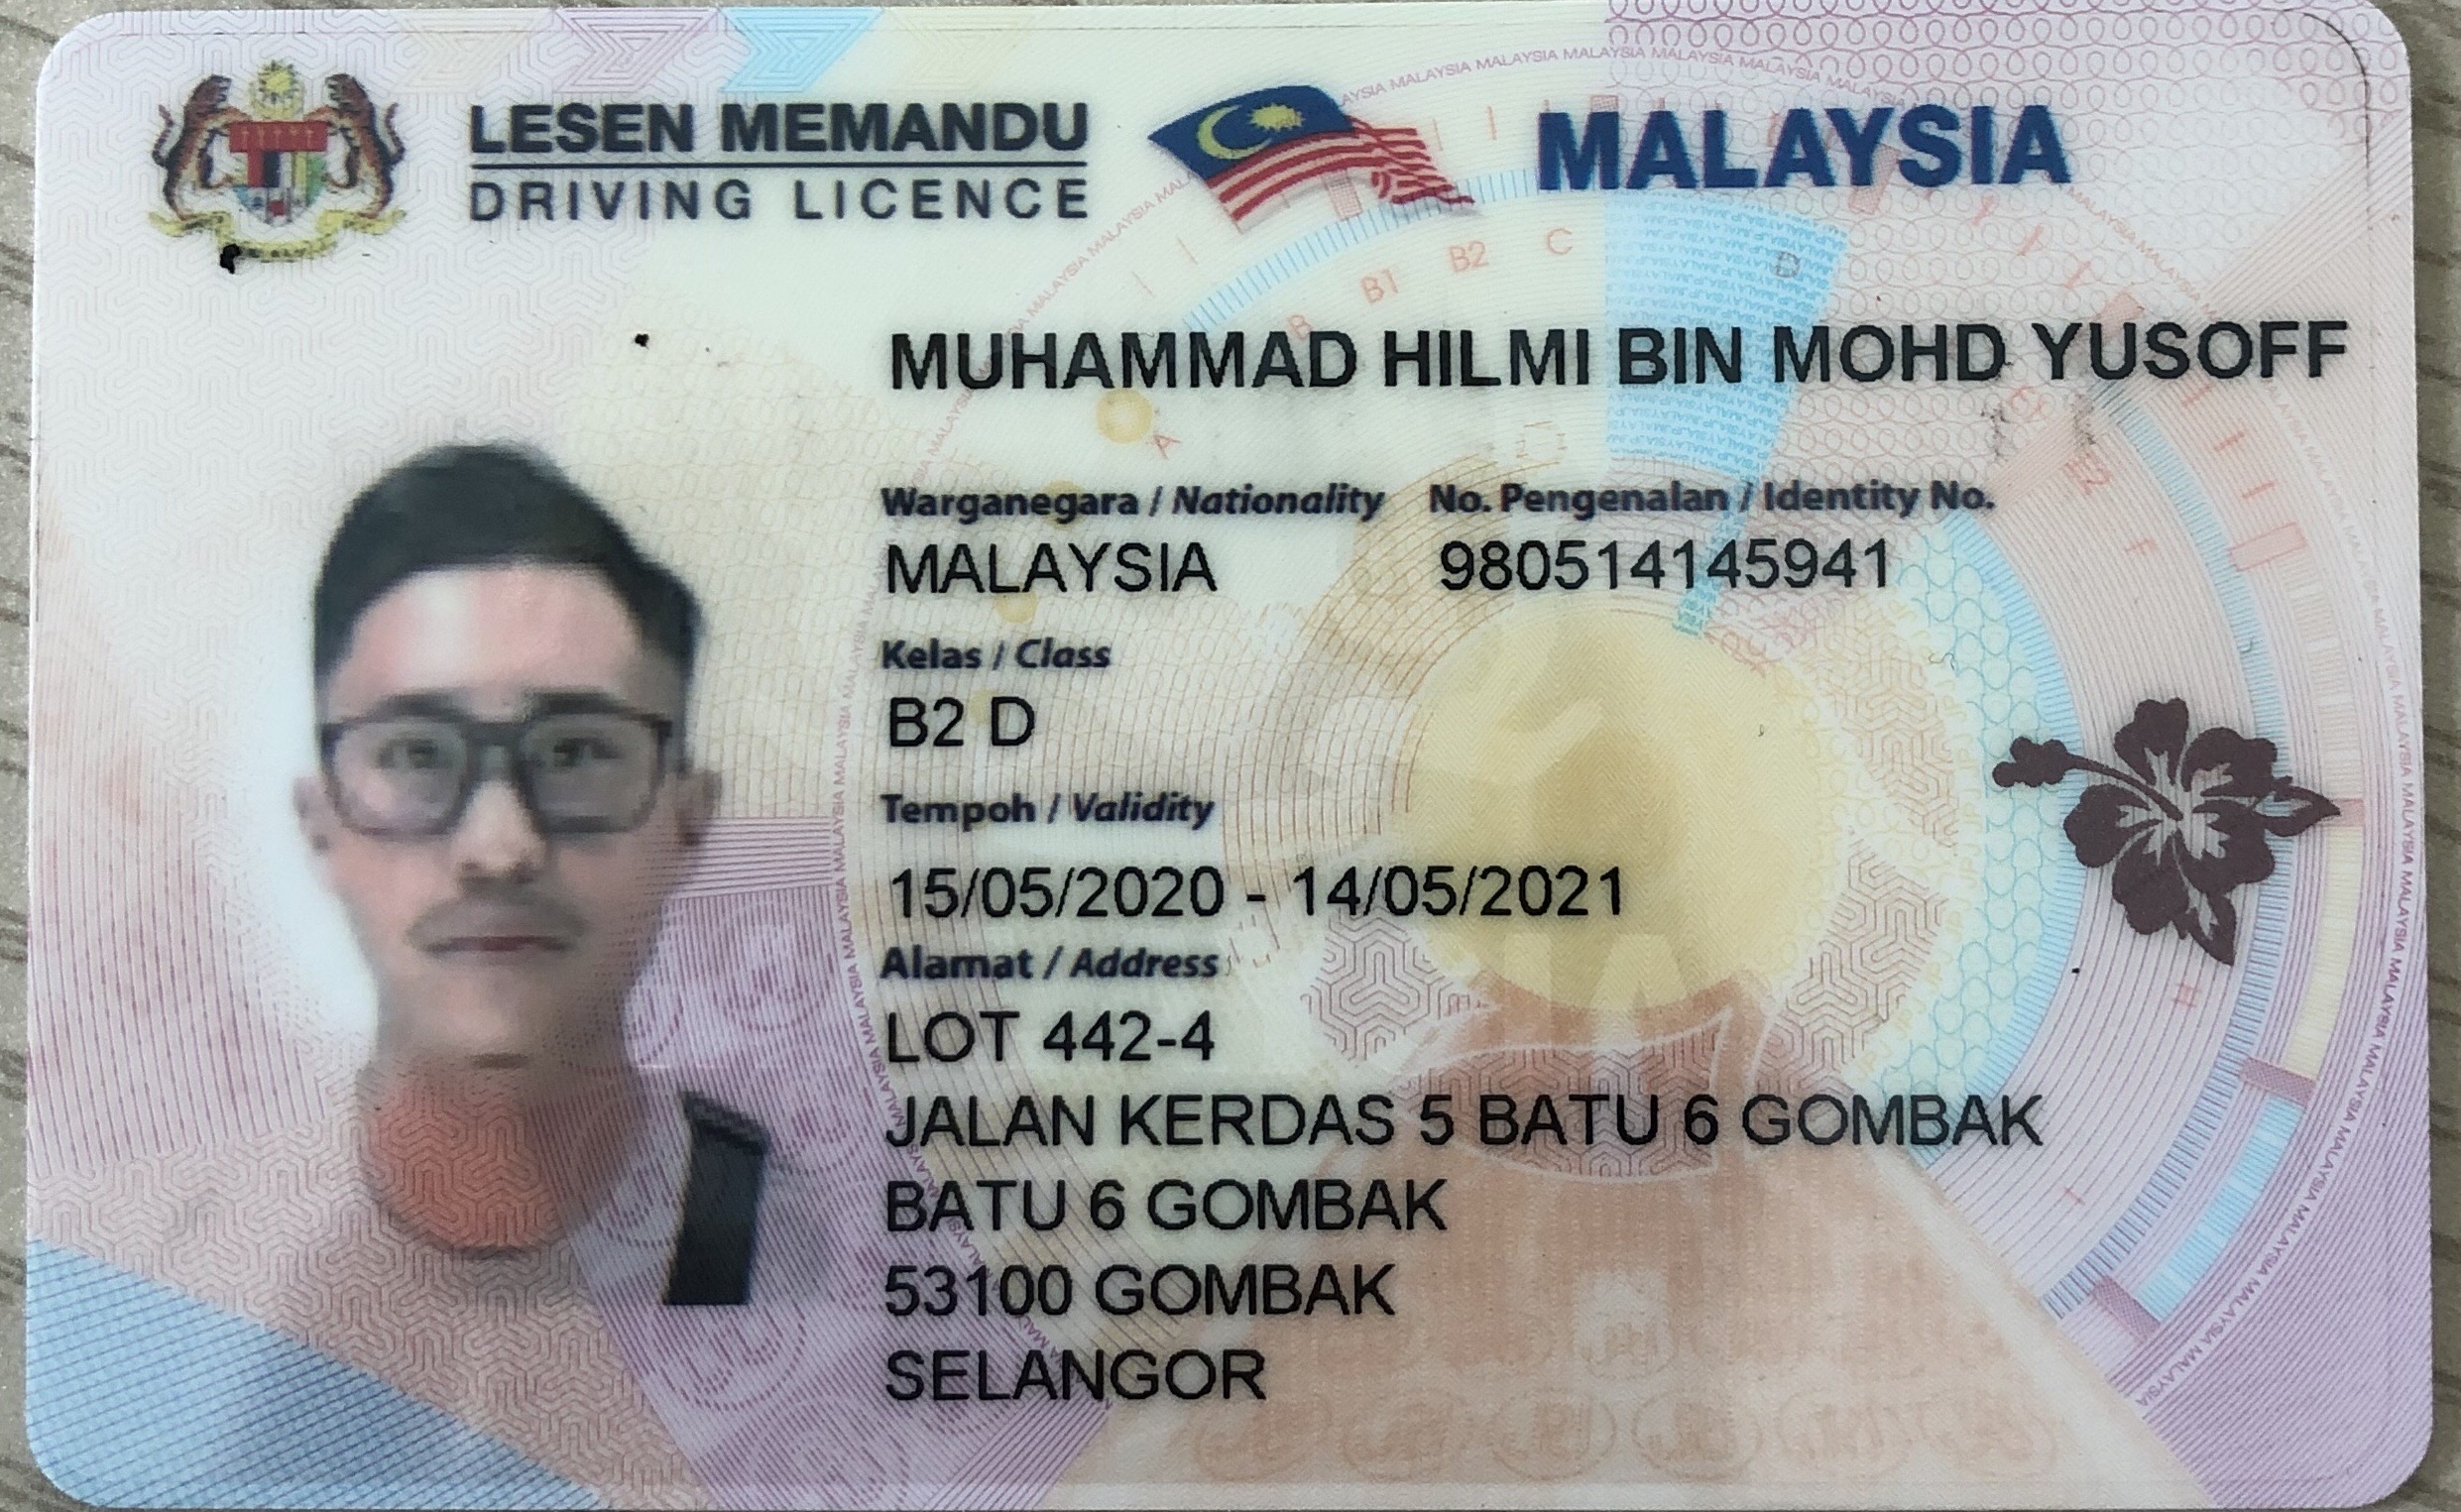 LESEN MEMANDU
DRIVING LICENCE
MALAYSIA
MUHAMMAD HILMI BIN MOHD YUSOFF
Warganegara / Nationality No. Pengenalan / Identity No.
MALAYSIA 980514145941
Kelas / Class
B2 D
Tempoh / Validity
15/05/2020 - 14/05/2021
Alamat / Address
LOT 442-4
JALAN KERDAS 5 BATU 6 GOMBAK
BATU 6 GOMBAK
53100 GOMBAK
SELANGOR